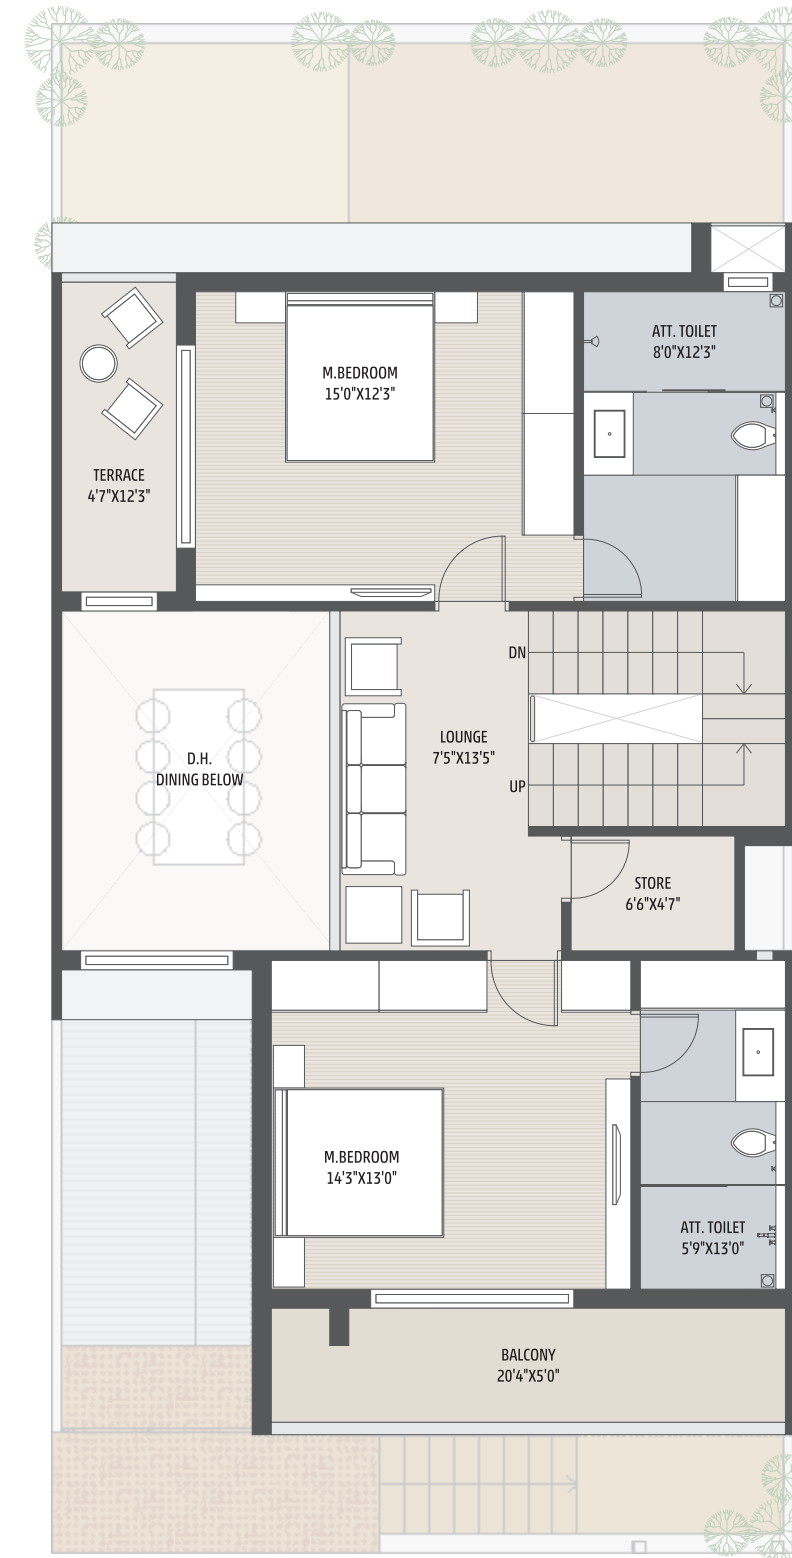 ATT. TOILET
8'0"X12'3"
M.BEDROOM
15'0"X12'3"
TERRACE
4'7"X12'3"
DN
LOUNGE
7'5"X13'5"
D.H.
DINING BELOW
UP
STORE
6'6"X4'7"
M.BEDROOM
14'3"X13'0"
ATT. TOILET
5'9"X13'0"
BALCONY
20'4"X5'0"